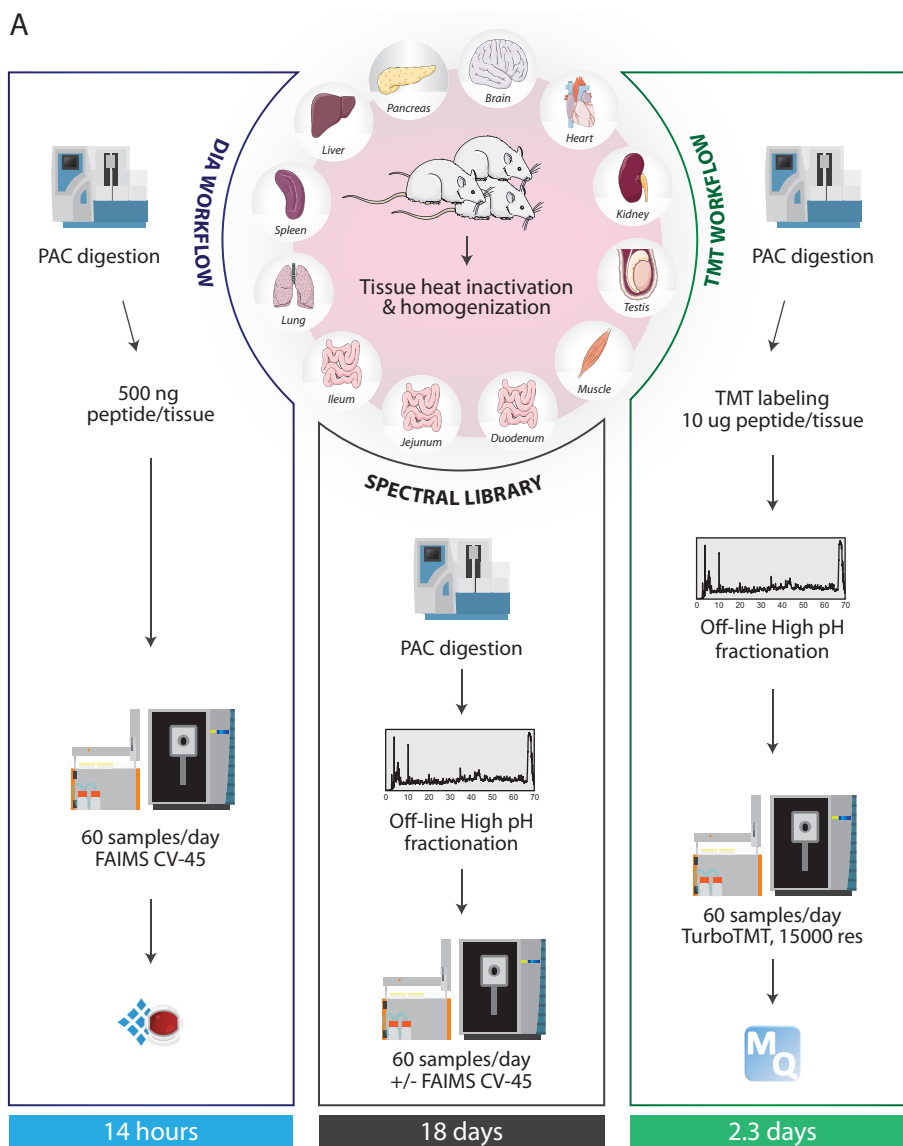 A
DIA WORKFLOW
PAC digestion
500 ng
peptide/tissue
60 samples/day
FAIMS CV-45
14 hours
Pancreas
Brain
Liver
Heart
Spleen
Kidney
Lung
Testis
Ileum
Muscle
Jejunum
Duodenum
Tissue heat inactivation
& homogenization
SPECTRAL LIBRARY
PAC digestion
0 10 20 30 40 50 60 70
Off-line High pH
fractionation
60 samples/day
+/- FAIMS CV-45
18 days
TMT WORKFLOW
PAC digestion
TMT labeling
10 ug peptide/tissue
0 10 20 30 40 50 60 70
Off-line High pH
fractionation
60 samples/day
TurboTMT, 15000 res
MQ
2.3 days